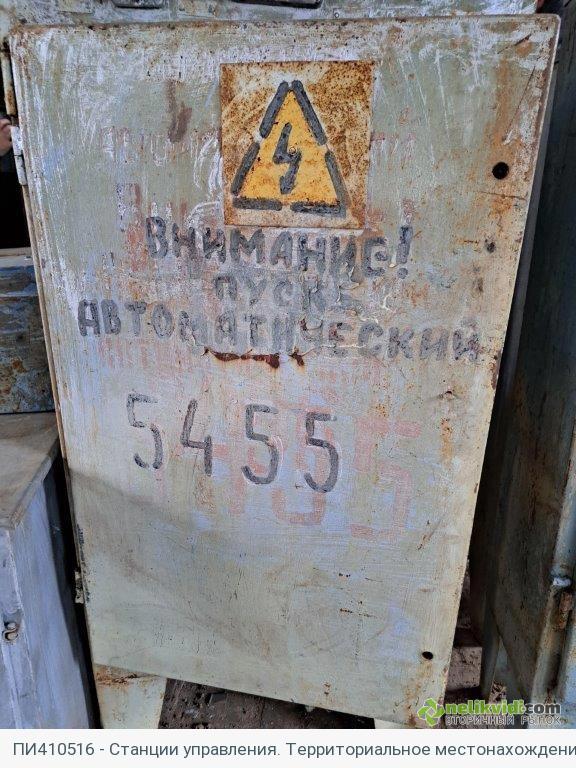 ВНИМАНИЕ!
ПУСК
АВТОМАТИЧЕСКИЙ
5455
nelikvidi.com
ВТОРИЧНЫЙ РЫНОК
ПИ410516 - Станции управления. Территориальное местонахождени